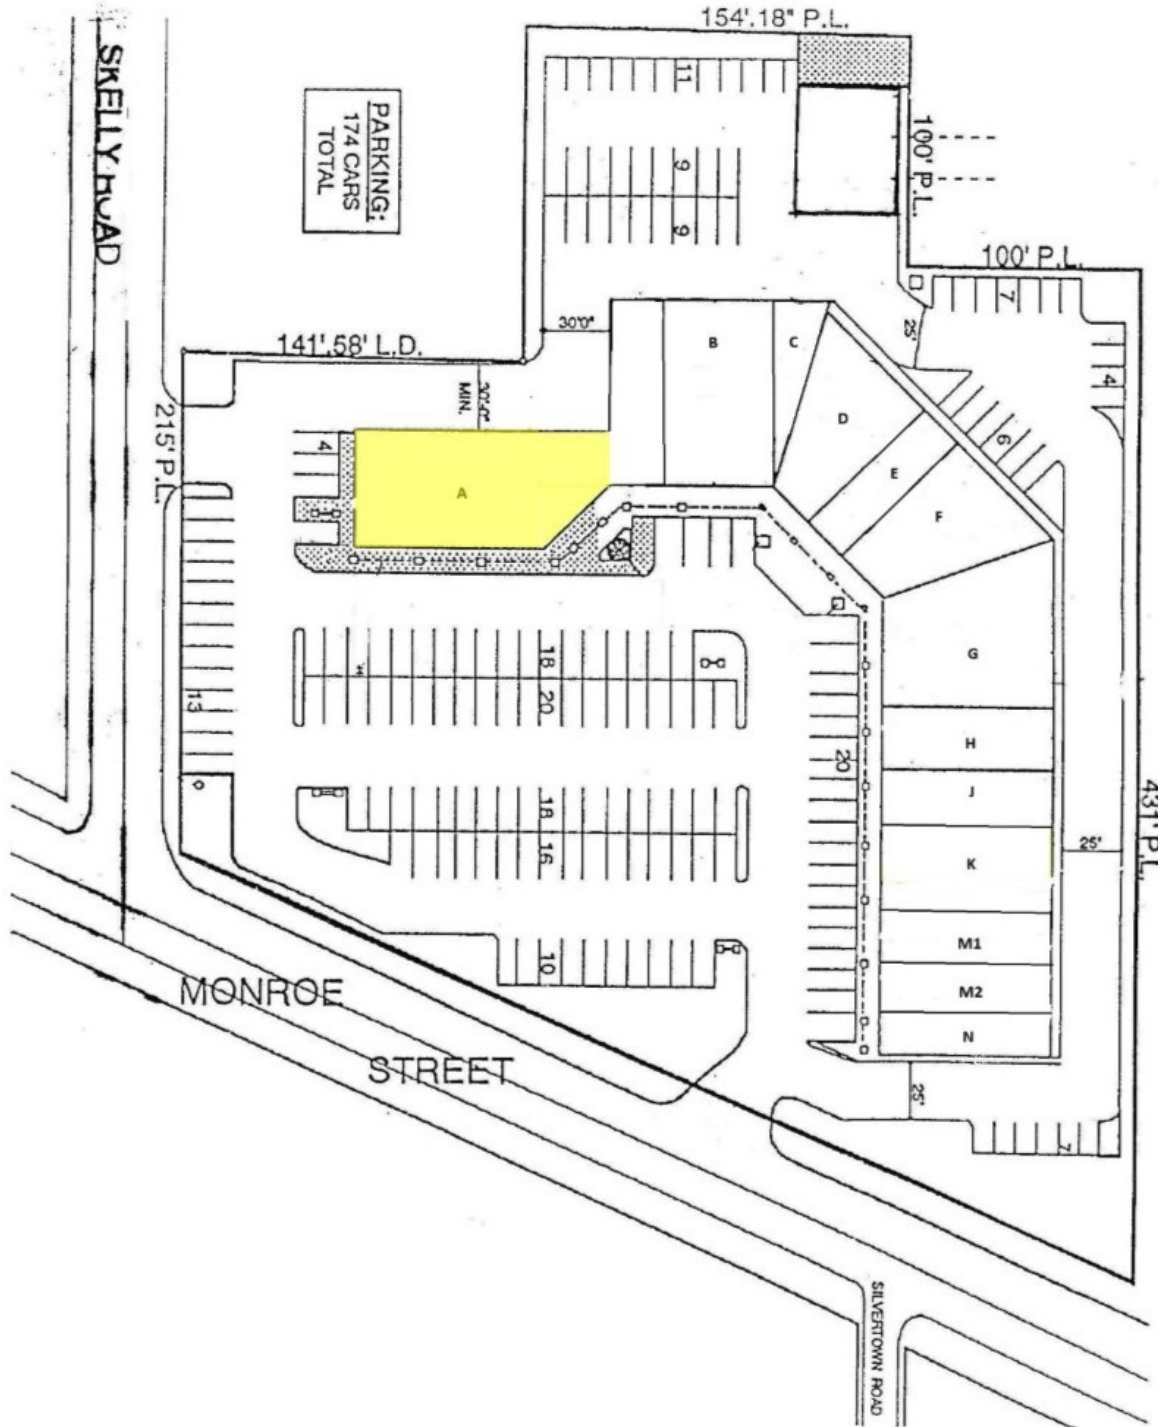 154'.18" P.L.
SKELLY ROAD
PARKING:
174 CARS
TOTAL
11
9
9
100' P.L.
100' P.L.
7
25'
4
6
30'0"
141'.58' L.D.
30'-0"
MIN.
215' P.L.
4
A
B
C
D
E
F
G
H
J
K
M1
M2
N
13
18
20
18
16
10
20
25'
431' P.L.
25'
7
MONROE
STREET
SILVERTOWN ROAD